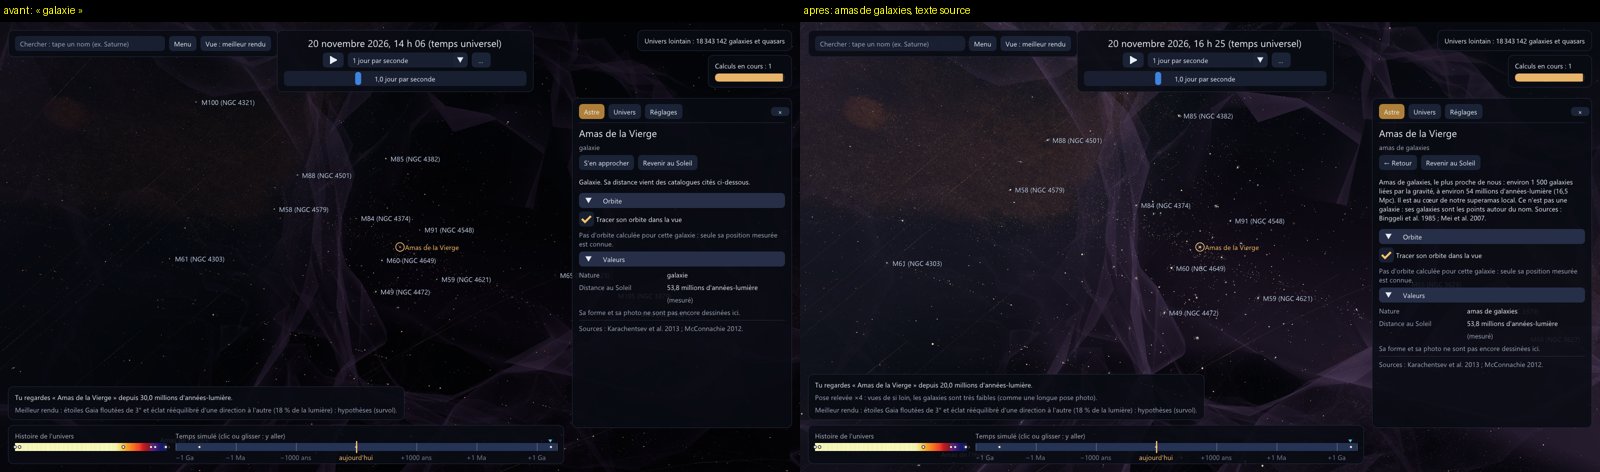 avant: « galaxie »
Chercher : tape un nom (ex. Saturne)
Menu
Vue : meilleur rendu
20 novembre 2026, 14 h 06 (temps universel)
1 jour par seconde
...
1,0 jour par seconde
Univers lointain : 18 343 142 galaxies et quasars
Calculs en cours : 1
M100 (NGC 4321)
M85 (NGC 4382)
M88 (NGC 4501)
M58 (NGC 4579)
M84 (NGC 4374)
M91 (NGC 4548)
Amas de la Vierge
M61 (NGC 4303)
M60 (NGC 4649)
M59 (NGC 4621)
M49 (NGC 4472)
Astre
Univers
Réglages
x
Amas de la Vierge
galaxie
S'en approcher
Revenir au Soleil
Galaxie. Sa distance vient des catalogues cités ci-dessous.
Orbite
Tracer son orbite dans la vue
Pas d'orbite calculée pour cette galaxie : seule sa position mesurée
est connue.
Valeurs
Nature galaxie
Distance au Soleil 53,8 millions d'années-lumière
(mesuré)
Sa forme et sa photo ne sont pas encore dessinées ici.
Sources : Karachentsev et al. 2013 ; McConnachie 2012.
Tu regardes « Amas de la Vierge » depuis 30,0 millions d'années-lumière.
Meilleur rendu : étoiles Gaia floutées de 3° et éclat rééquilibré d'une direction à l'autre (18 % de la lumière) : hypothèses (survol).
Histoire de l'univers
Temps simulé (clic ou glisser : y aller)
−1 Ga
−1 Ma
−1000 ans
aujourd'hui
+1000 ans
+1 Ma
+1 Ga
apres: amas de galaxies, texte source
Chercher : tape un nom (ex. Saturne)
Menu
Vue : meilleur rendu
20 novembre 2026, 16 h 25 (temps universel)
1 jour par seconde
...
1,0 jour par seconde
Univers lointain : 18 343 142 galaxies et quasars
Calculs en cours : 1
M85 (NGC 4382)
M88 (NGC 4501)
M58 (NGC 4579)
M84 (NGC 4374)
M91 (NGC 4548)
Amas de la Vierge
M61 (NGC 4303)
M60 (NGC 4649)
M59 (NGC 4621)
M49 (NGC 4472)
Astre
Univers
Réglages
x
Amas de la Vierge
amas de galaxies
← Retour
Revenir au Soleil
Amas de galaxies, le plus proche de nous : environ 1 500 galaxies
liées par la gravité, à environ 54 millions d'années-lumière (16,5
Mpc). Il est au cœur de notre superamas local. Ce n'est pas une
galaxie : ses galaxies sont les points autour du nom. Sources :
Binggeli et al. 1985 ; Mei et al. 2007.
Orbite
Tracer son orbite dans la vue
Pas d'orbite calculée pour cette galaxie : seule sa position mesurée
est connue.
Valeurs
Nature amas de galaxies
Distance au Soleil 53,8 millions d'années-lumière
(mesuré)
Sa forme et sa photo ne sont pas encore dessinées ici.
Sources : Karachentsev et al. 2013 ; McConnachie 2012.
Tu regardes « Amas de la Vierge » depuis 20,0 millions d'années-lumière.
Pose relevée ×4 : vues de si loin, les galaxies sont très faibles (comme une longue pose photo).
Meilleur rendu : étoiles Gaia floutées de 3° et éclat rééquilibré d'une direction à l'autre (18 % de la lumière) : hypothèses (survol).
Histoire de l'univers
Temps simulé (clic ou glisser : y aller)
−1 Ga
−1 Ma
−1000 ans
aujourd'hui
+1000 ans
+1 Ma
+1 Ga